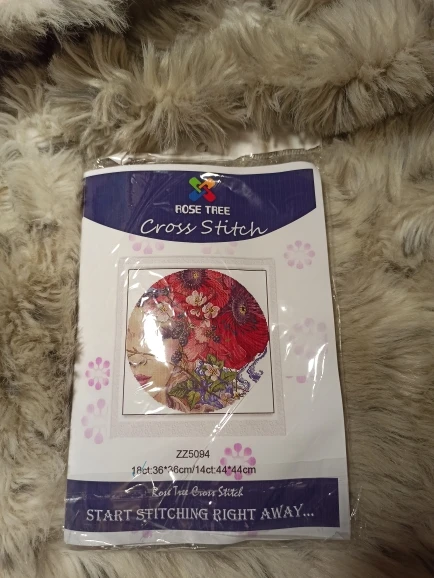 ROSE TREE
Cross Stitch
ZZ5094
18ct:36*36cm/14ct:44*44cm
Rose Tree Cross Stitch
START STITCHING RIGHT AWAY...